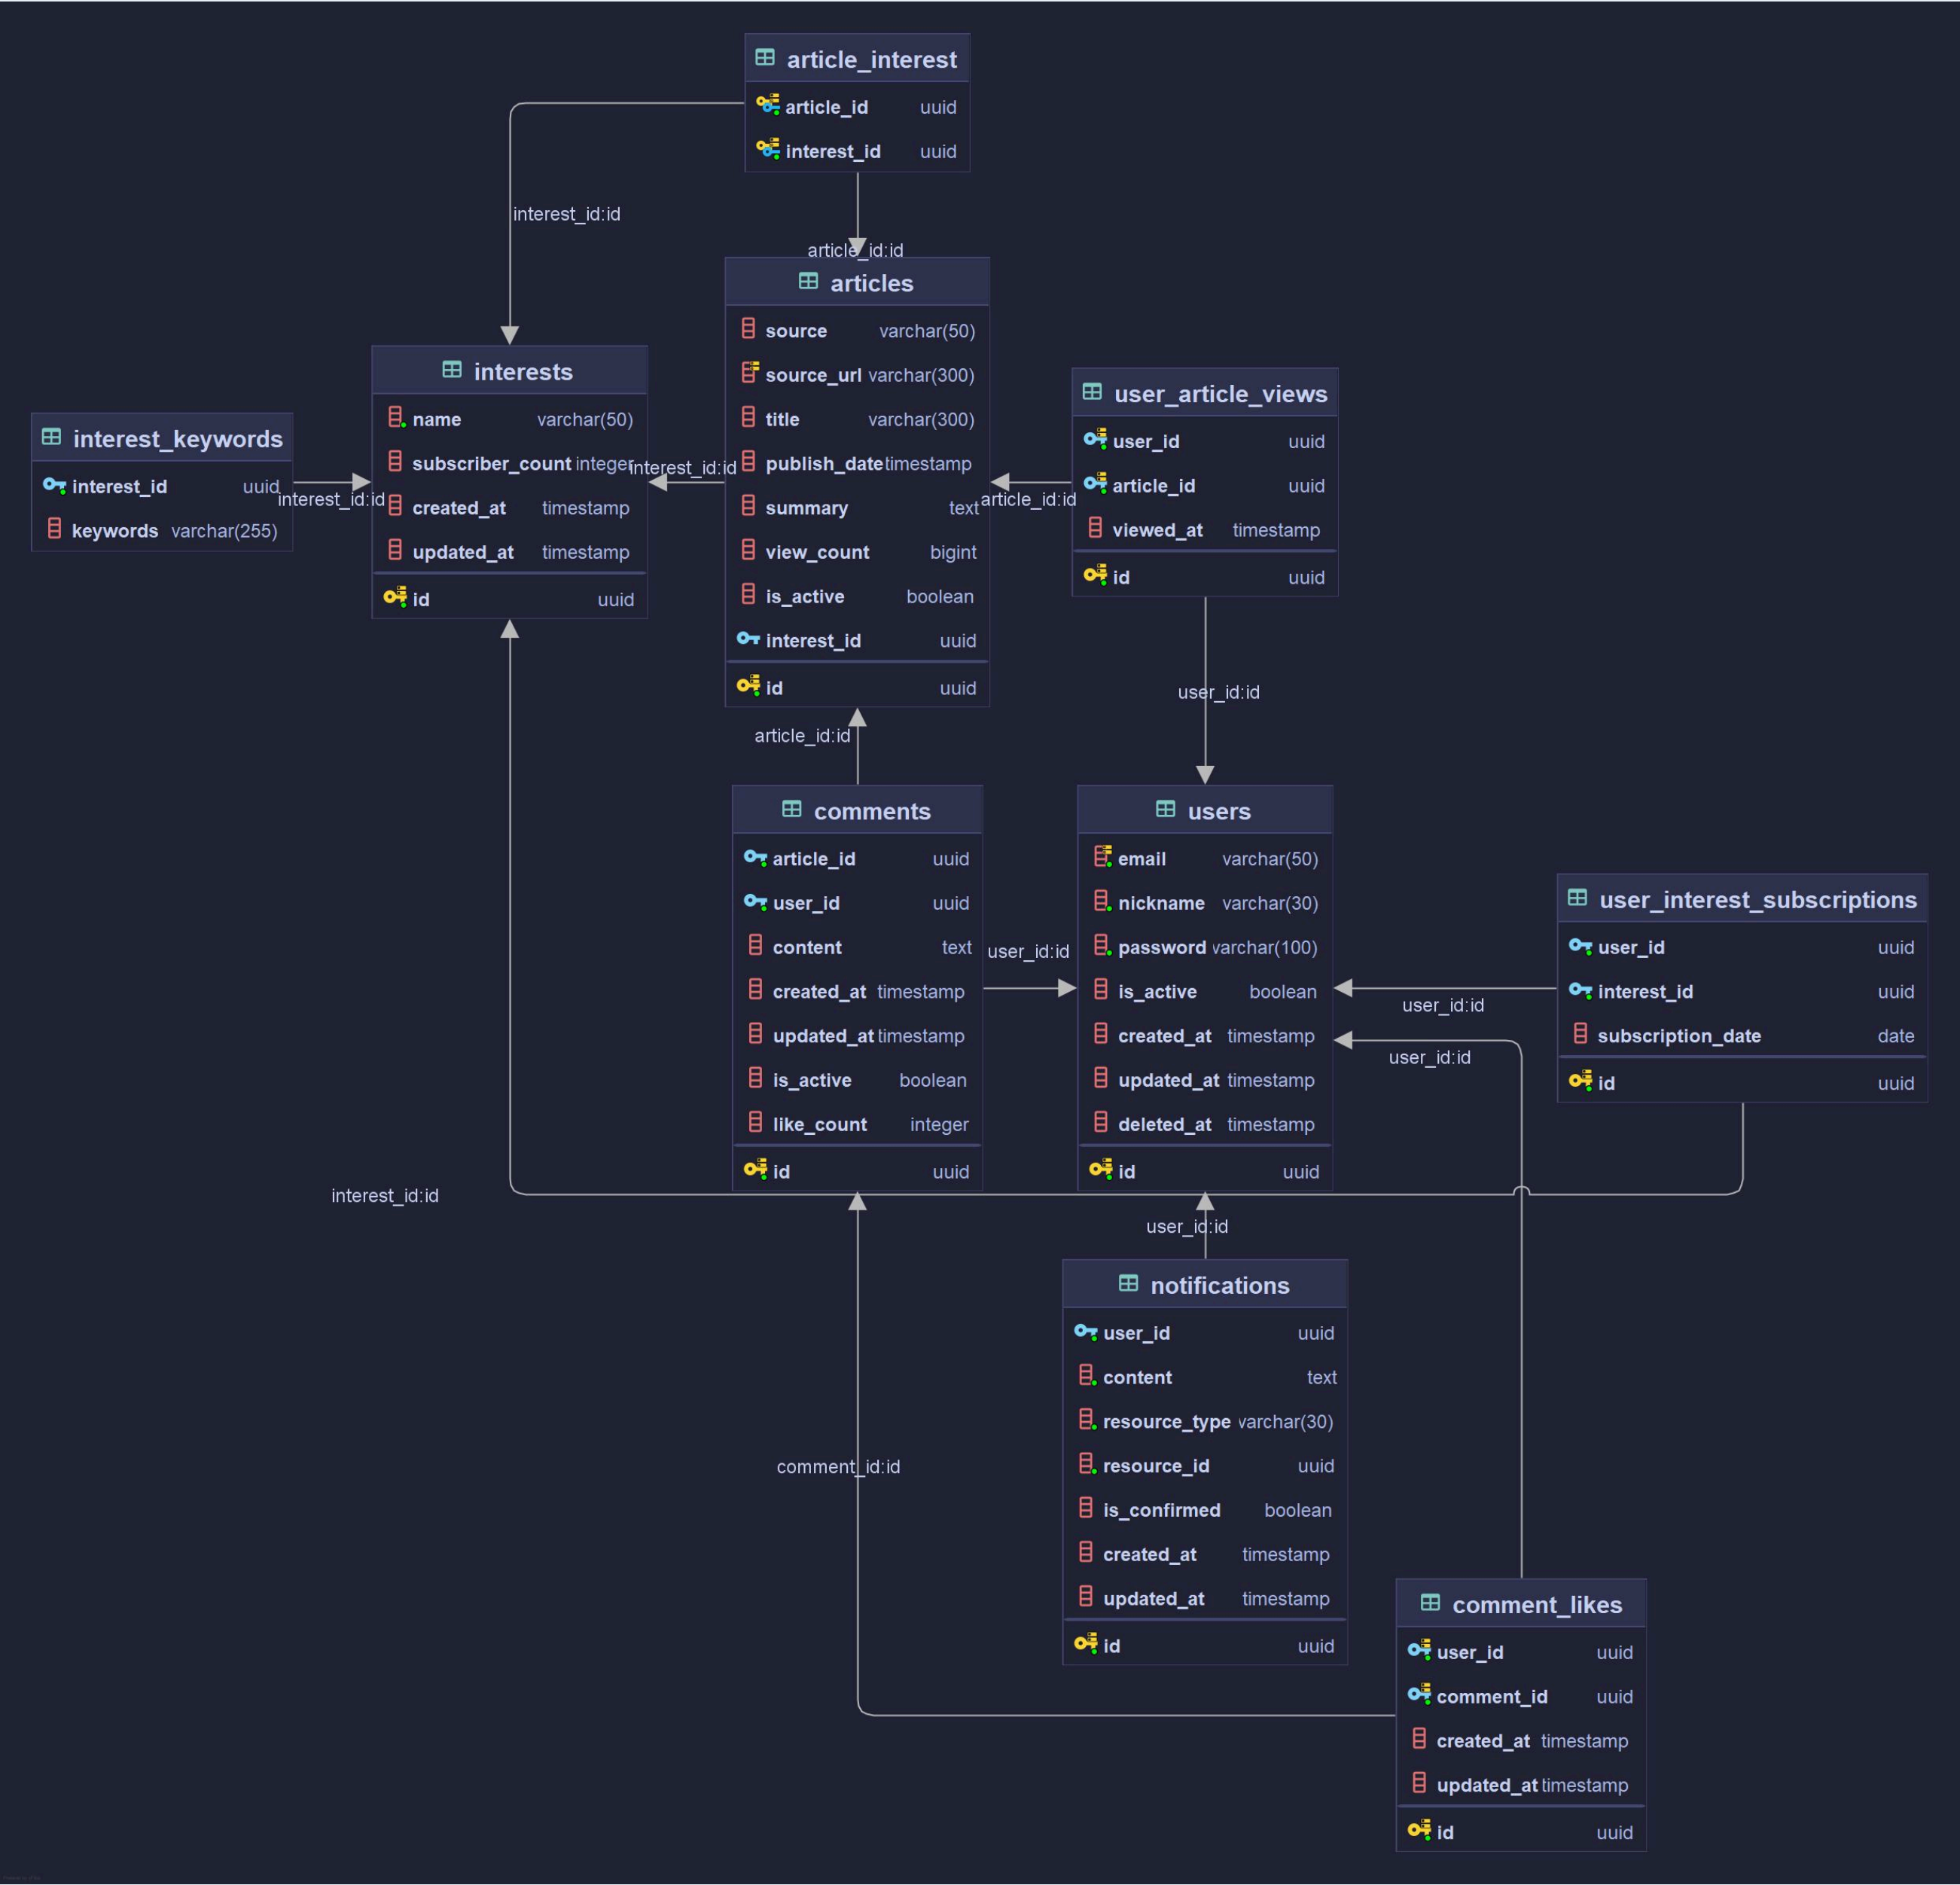 article_interest
article_id uuid
interest_id uuid
interest_id:id
article_id:id
articles
source varchar(50)
source_url varchar(300)
title varchar(300)
publish_date timestamp
summary text
view_count bigint
is_active boolean
interest_id uuid
id uuid
interests
name varchar(50)
subscriber_count integer
created_at timestamp
updated_at timestamp
id uuid
interest_id:id
interest_keywords
interest_id uuid
keywords varchar(255)
interest_id:id
user_article_views
user_id uuid
article_id uuid
viewed_at timestamp
id uuid
article_id:id
user_id:id
article_id:id
comments
article_id uuid
user_id uuid
content text
created_at timestamp
updated_at timestamp
is_active boolean
like_count integer
id uuid
user_id:id
users
email varchar(50)
nickname varchar(30)
password varchar(100)
is_active boolean
created_at timestamp
updated_at timestamp
deleted_at timestamp
id uuid
user_interest_subscriptions
user_id uuid
interest_id uuid
subscription_date date
id uuid
user_id:id
user_id:id
interest_id:id
user_id:id
notifications
user_id uuid
content text
resource_type varchar(30)
resource_id uuid
is_confirmed boolean
created_at timestamp
updated_at timestamp
id uuid
comment_id:id
comment_likes
user_id uuid
comment_id uuid
created_at timestamp
updated_at timestamp
id uuid